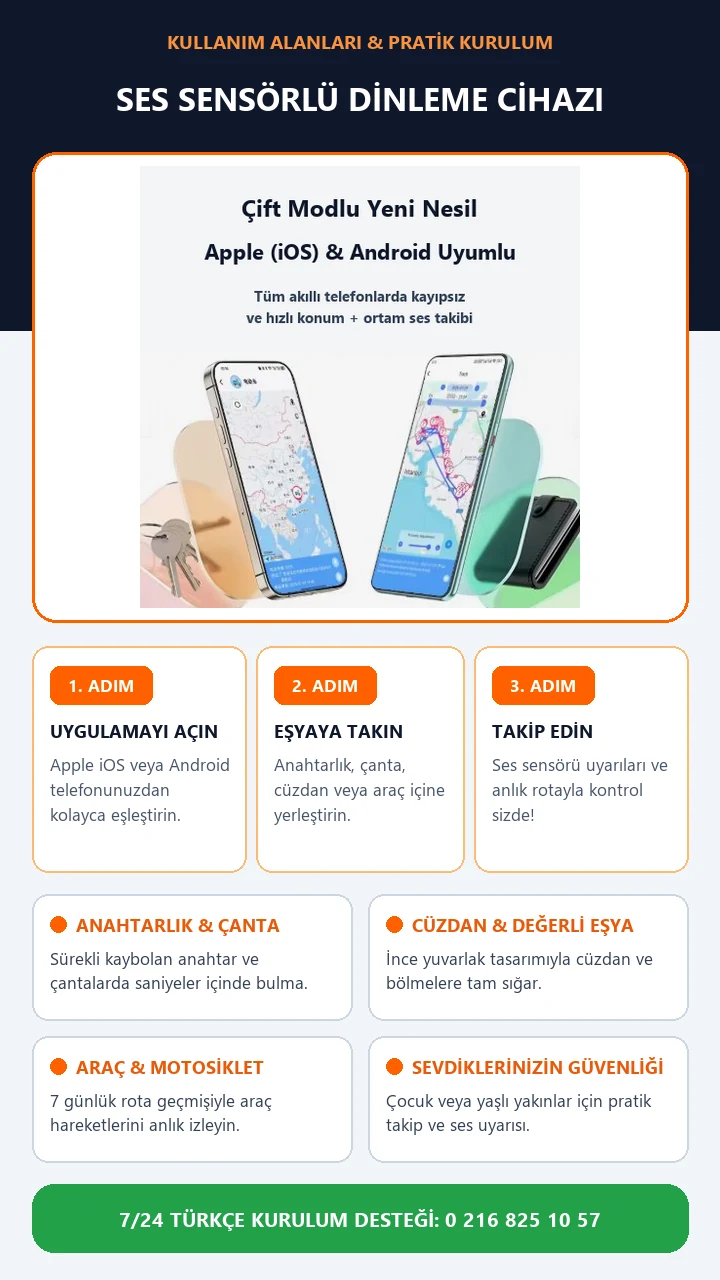 KULLANIM ALANLARI & PRATİK KURULUM
SES SENSÖRLÜ DİNLEME CİHAZI
Çift Modlu Yeni Nesil
Apple (iOS) & Android Uyumlu
Tüm akıllı telefonlarda kayıpsız
ve hızlı konum + ortam ses takibi
İstanbul
1. ADIM
UYGULAMAYI AÇIN
Apple iOS veya Android
telefonunuzdan
kolayca eşleştirin.
2. ADIM
EŞYAYA TAKIN
Anahtarlık, çanta,
cüzdan veya araç içine
yerleştirin.
3. ADIM
TAKİP EDİN
Ses sensörü uyarıları ve
anlık rotayla kontrol
sizde!
ANAHTARLIK & ÇANTA
Sürekli kaybolan anahtar ve
çantalarda saniyeler içinde bulma.
CÜZDAN & DEĞERLİ EŞYA
İnce yuvarlak tasarımıyla cüzdan ve
bölmelere tam sığar.
ARAÇ & MOTOSİKLET
7 günlük rota geçmişiyle araç
hareketlerini anlık izleyin.
SEVDİKLERİNİZİN GÜVENLİĞİ
Çocuk veya yaşlı yakınlar için pratik
takip ve ses uyarısı.
7/24 TÜRKÇE KURULUM DESTEĞİ: 0 216 825 10 57